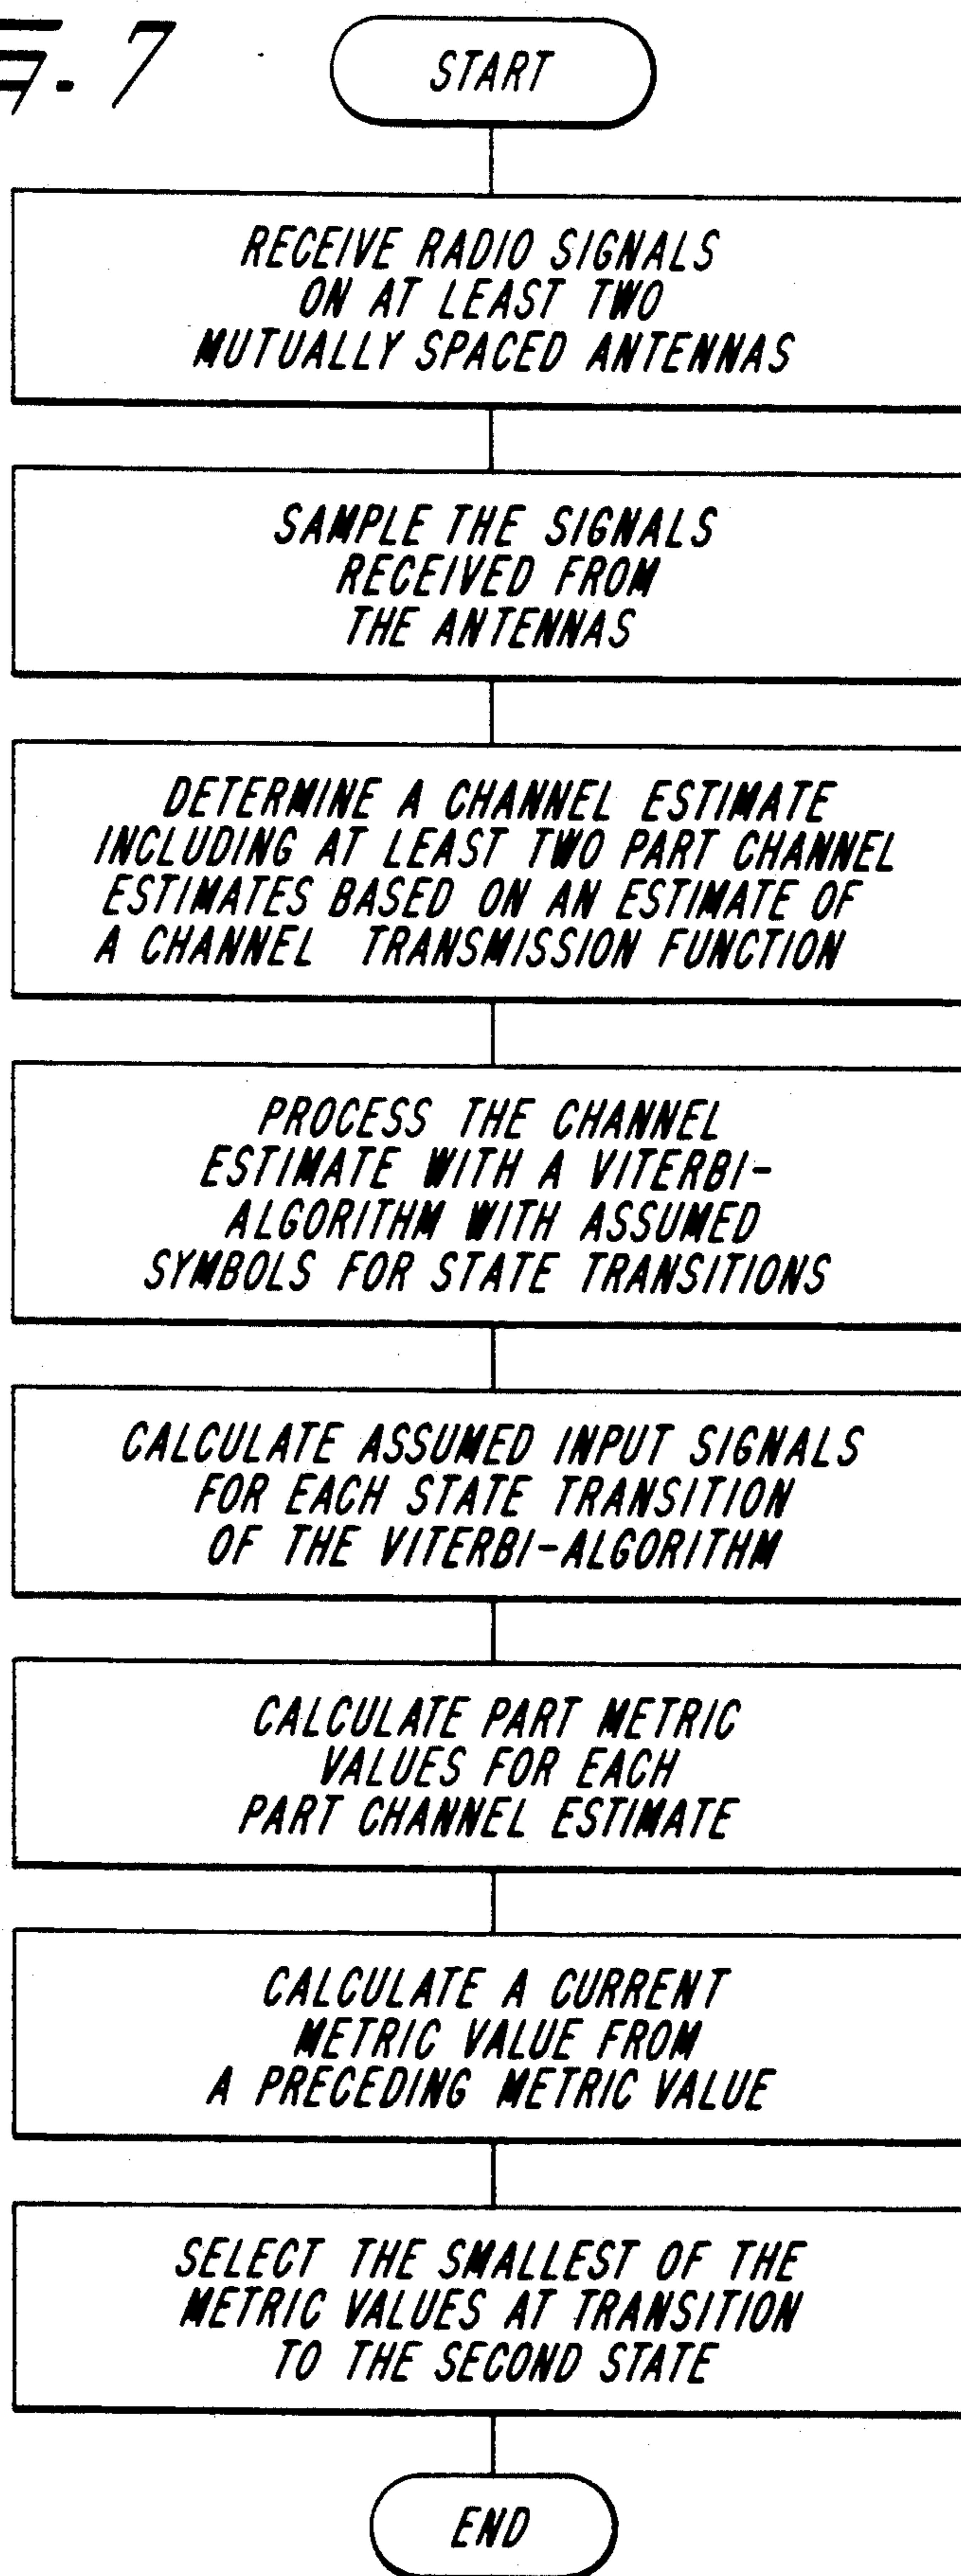 . 7
START
RECEIVE RADIO SIGNALS
ON AT LEAST TWO
MUTUALLY SPACED ANTENNAS
SAMPLE THE SIGNALS
RECEIVED FROM
THE ANTENNAS
DETERMINE A CHANNEL ESTIMATE
INCLUDING AT LEAST TWO PART CHANNEL
ESTIMATES BASED ON AN ESTIMATE OF
A CHANNEL TRANSMISSION FUNCTION
PROCESS THE CHANNEL
ESTIMATE WITH A VITERBI-
ALGORITHM WITH ASSUMED
SYMBOLS FOR STATE TRANSITIONS
CALCULATE ASSUMED INPUT SIGNALS
FOR EACH STATE TRANSITION
OF THE VITERBI-ALGORITHM
CALCULATE PART METRIC
VALUES FOR EACH
PART CHANNEL ESTIMATE
CALCULATE A CURRENT
METRIC VALUE FROM
A PRECEDING METRIC VALUE
SELECT THE SMALLEST OF THE
METRIC VALUES AT TRANSITION
TO THE SECOND STATE
END